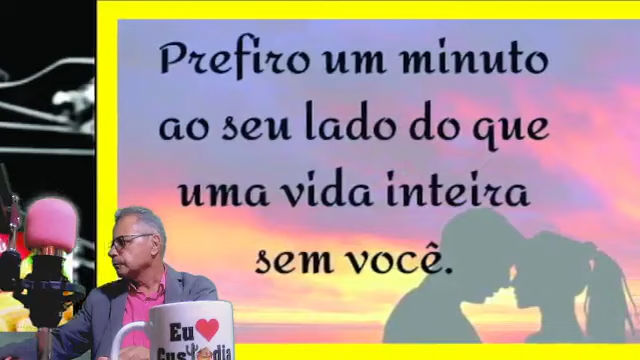 Prefiro um minuto
ao seu lado do que
uma vida inteira
sem você.
Eu